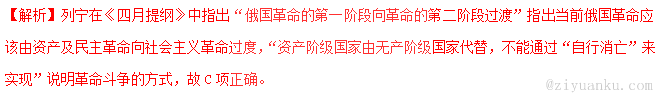 【解析】列宁在《四月提纲》中指出“俄国革命的第一阶段向革命的第二阶段过渡”指出当前俄国革命应
该由资产及民主革命向社会主义革命过度，“资产阶级国家由无产阶级国家代替，不能通过“自行消亡”来
实现”说明革命斗争的方式，故 C 项正确。
@ziyuanku.com